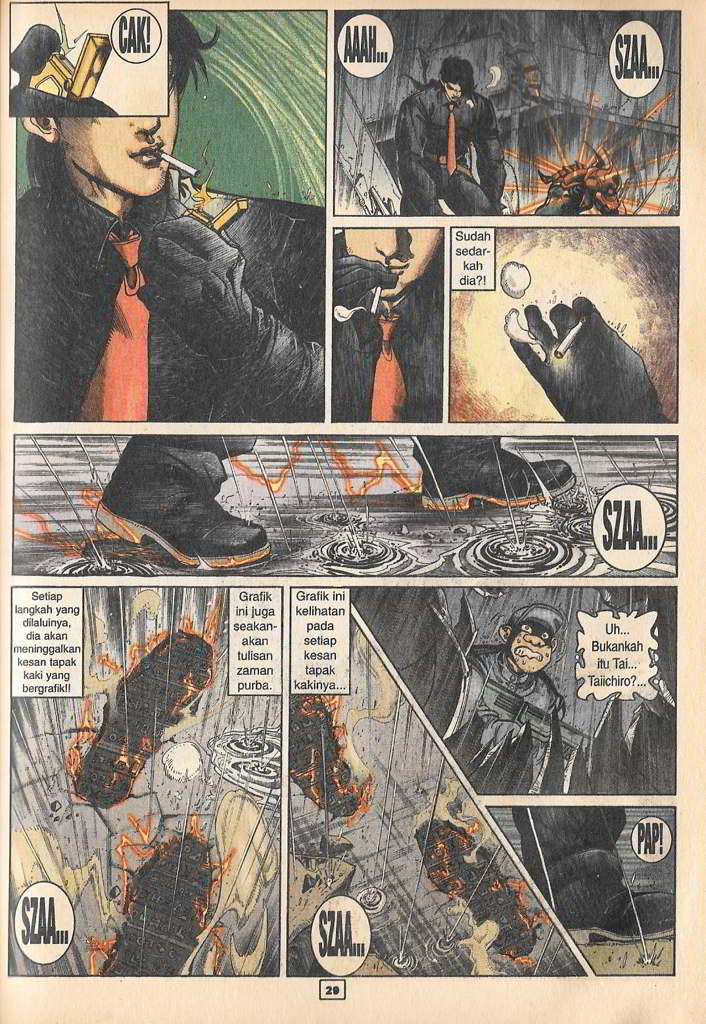 CAK!
AAAH...
SZAA...
Sudah
sedar-
kah
dia?!
SZAA...
Setiap
langkah yang
dilaluinya,
dia akan
meninggalkan
kesan tapak
kaki yang
bergrafik!!
Grafik
ini juga
seakan-
akan
tulisan
zaman
purba.
Grafik ini
kelihatan
pada
setiap
kesan
tapak
kakinya...
Uh...
Bukankah
itu Tai...
Taiichiro?...
PAP!
SZAA...
SZAA...
29